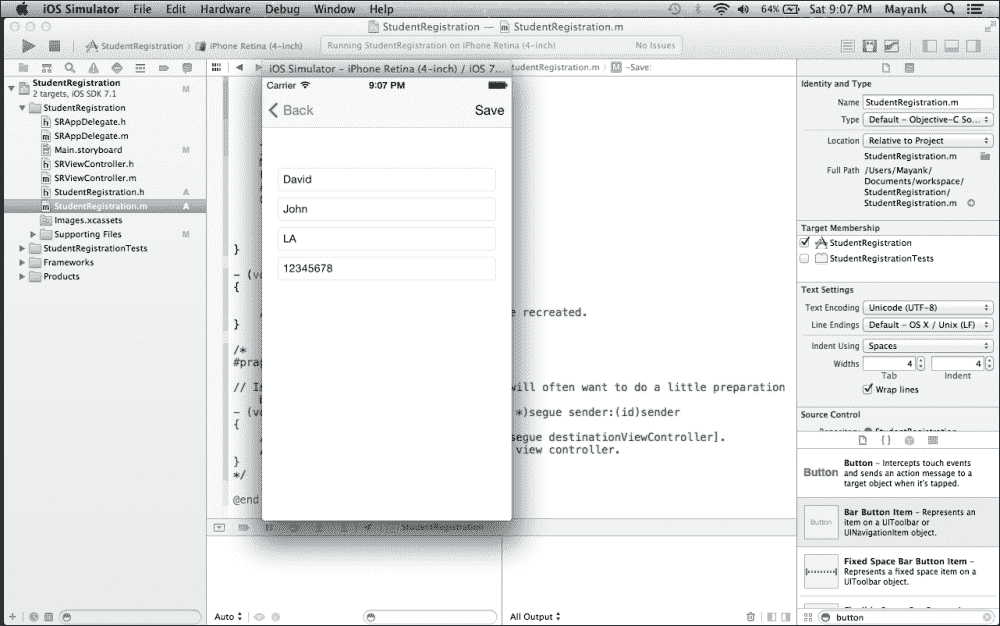 iOS Simulator File Edit Hardware Debug Window Help 64% Sat 9:07 PM Mayank
StudentRegistration — StudentRegistration.m
StudentRegistration iPhone Retina (4-inch) Running StudentRegistration on iPhone Retina (4-inch) No Issues
iOS Simulator – iPhone Retina (4-inch) / iOS 7...
tudentRegistration.m -Save:
StudentRegistration
2 targets, iOS SDK 7.1
M
StudentRegistration
SRAppDelegate.h
SRAppDelegate.m
Main.storyboard M
SRViewController.h
SRViewController.m
StudentRegistration.h A
StudentRegistration.m A
Images.xcassets
Supporting Files M
StudentRegistrationTests
Frameworks
Products
Carrier 9:07 PM
Back Save
David
John
LA
12345678
}
- (vo
{
e recreated.
}
/*
#prag
// In
will often want to do a little preparation
- (vo
*)segue sender:(id)sender
{
segue destinationViewController].
view controller.
}
*/
@end
StudentRegistration
Auto
All Output
Identity and Type
Name StudentRegistration.m
Type Default - Objective-C So...
Location Relative to Project
StudentRegistration.m
Full Path /Users/Mayank/
Documents/workspace/
StudentRegistration/
StudentRegistration.m
Target Membership
StudentRegistration
StudentRegistrationTests
Text Settings
Text Encoding Unicode (UTF-8)
Line Endings Default - OS X / Unix (LF)
Indent Using Spaces
Widths 4 4
Tab Indent
Wrap lines
Source Control
Button
Button - Intercepts touch events
and sends an action message to a
target object when it's tapped.
Button
Bar Button Item - Represents an
item on a UIToolbar or
UINavigationItem object.
Fixed Space Bar Button Item -
Represents a fixed space item on a
UIToolbar object.
button